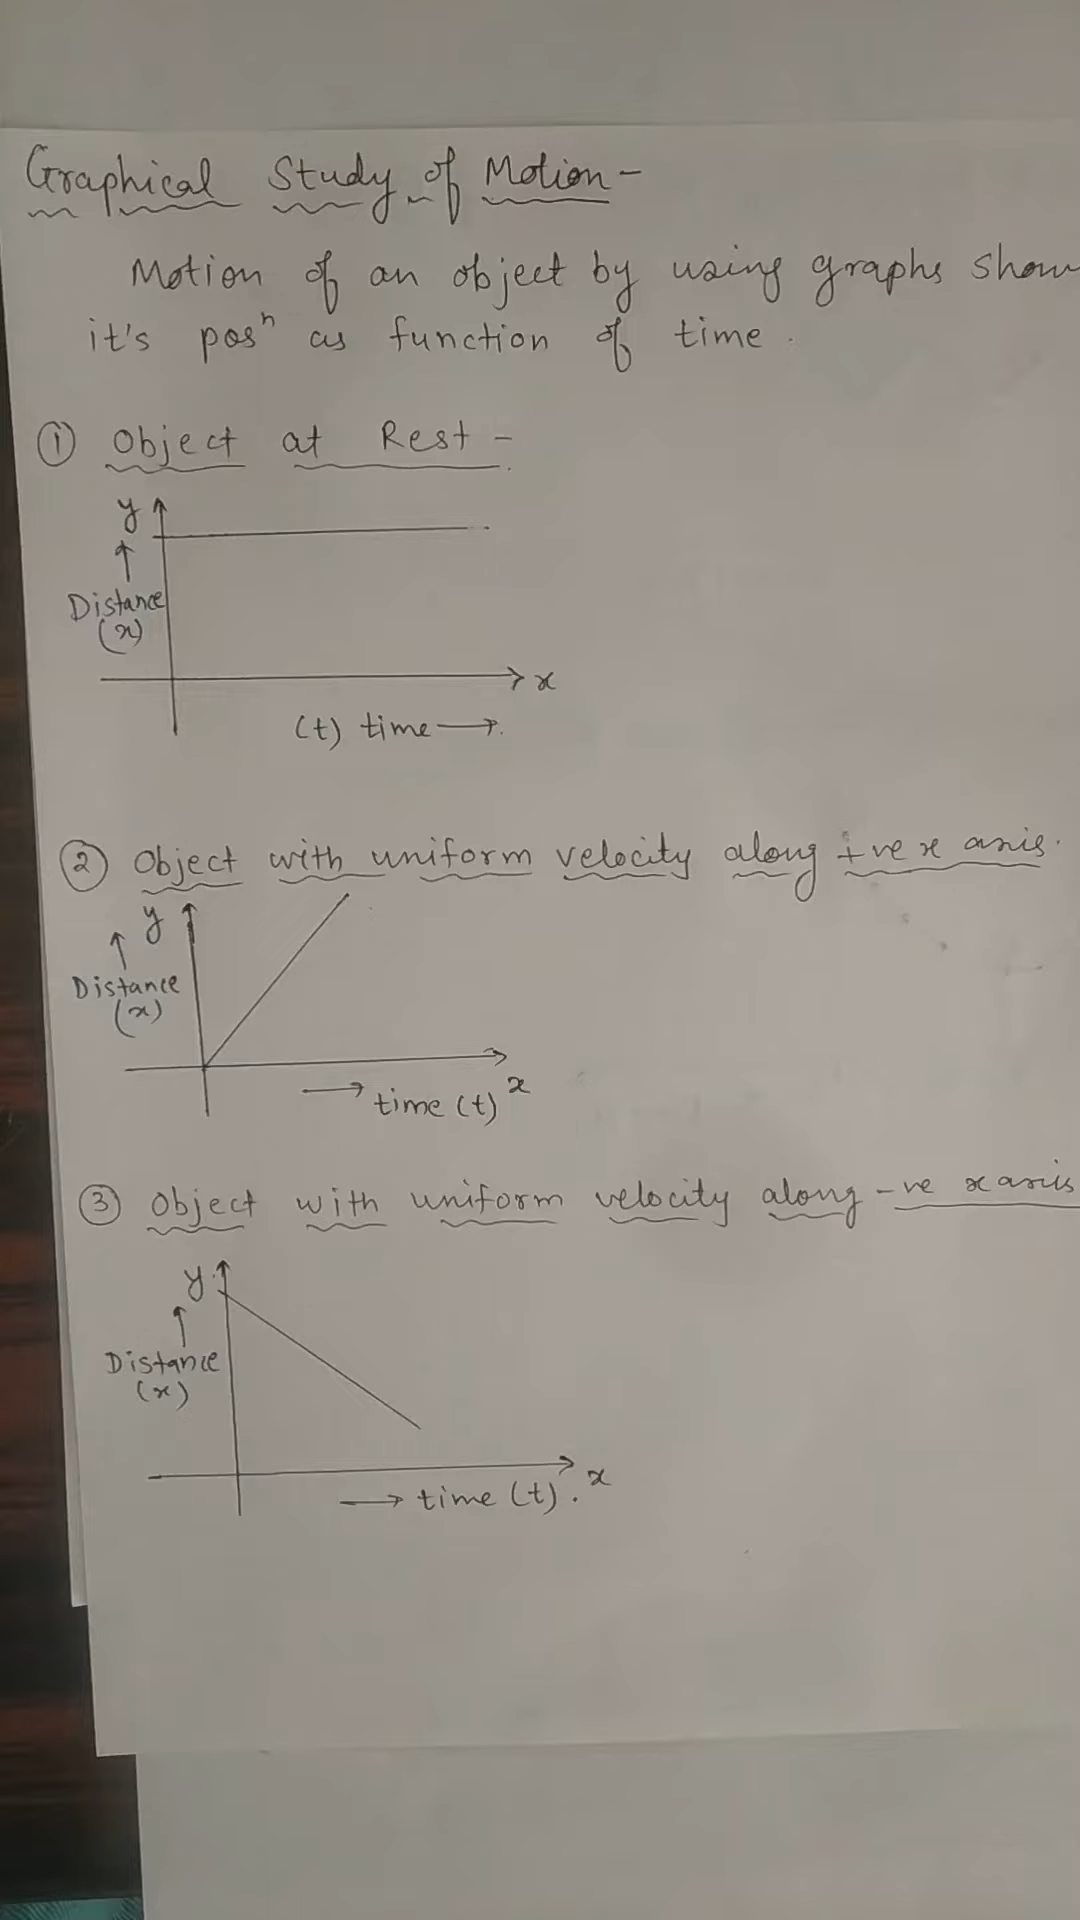 Graphical Study of Motion -
Motion of an object by using graphs show
it's posⁿ as function of time.
① Object at Rest -
y
Distance
(x)
x
(t) time
② Object with uniform velocity along +ve x axis.
y
Distance
(x)
x
time (t)
③ Object with uniform velocity along -ve x axis
y
Distance
(x)
x
time (t).